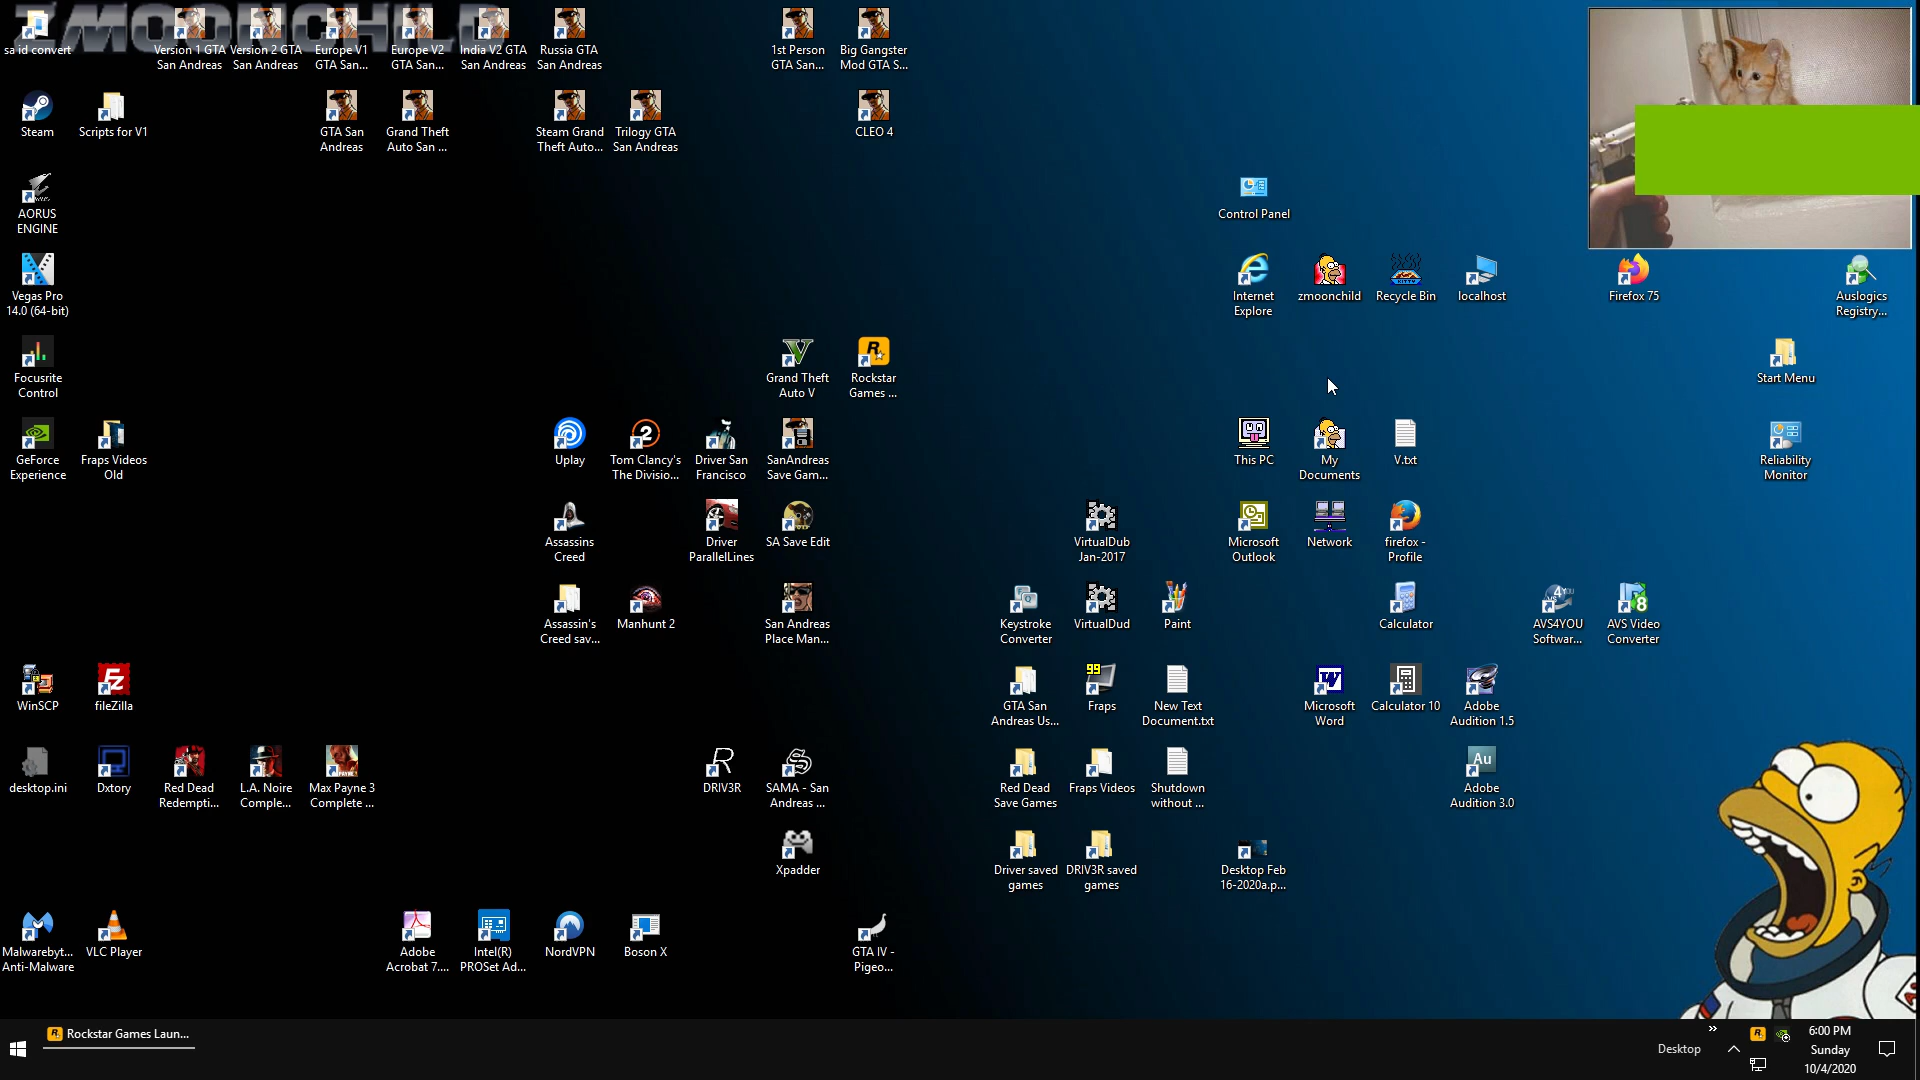 ZMOONCHILD
sa id convert
Version 1 GTA
San Andreas
Version 2 GTA
San Andreas
Europe V1
GTA San...
Europe V2
GTA San...
India V2 GTA
San Andreas
Russia GTA
San Andreas
1st Person
GTA San...
Big Gangster
Mod GTA S...
Steam
Scripts for V1
GTA San
Andreas
Grand Theft
Auto San ...
Steam Grand
Theft Auto...
Trilogy GTA
San Andreas
CLEO 4
AORUS
ENGINE
Control Panel
Vegas Pro
14.0 (64-bit)
Internet
Explore
zmoonchild
Recycle Bin
localhost
Firefox 75
Auslogics
Registry...
Focusrite
Control
Grand Theft
Auto V
Rockstar
Games ...
Start Menu
GeForce
Experience
Fraps Videos
Old
Uplay
Tom Clancy's
The Divisio...
Driver San
Francisco
SanAndreas
Save Gam...
This PC
My
Documents
V.txt
Reliability
Monitor
Assassins
Creed
Driver
ParallelLines
SA Save Edit
VirtualDub
Jan-2017
Microsoft
Outlook
Network
firefox -
Profile
Assassin's
Creed sav...
Manhunt 2
San Andreas
Place Man...
Keystroke
Converter
VirtualDud
Paint
Calculator
AVS4YOU
Softwar...
AVS Video
Converter
WinSCP
fileZilla
GTA San
Andreas Us...
99
Fraps
New Text
Document.txt
Microsoft
Word
Calculator 10
Adobe
Audition 1.5
desktop.ini
Dxtory
Red Dead
Redempti...
L.A. Noire
Comple...
Max Payne 3
Complete ...
DRIV3R
SAMA - San
Andreas ...
Red Dead
Save Games
Fraps Videos
Shutdown
without ...
Au
Adobe
Audition 3.0
Xpadder
Driver saved
games
DRIV3R saved
games
Desktop Feb
16-2020a.p...
Malwarebyt...
Anti-Malware
VLC Player
Adobe
Acrobat 7....
Intel(R)
PROSet Ad...
NordVPN
Boson X
GTA IV -
Pigeo...
Rockstar Games Laun...
Desktop
6:00 PM
Sunday
10/4/2020